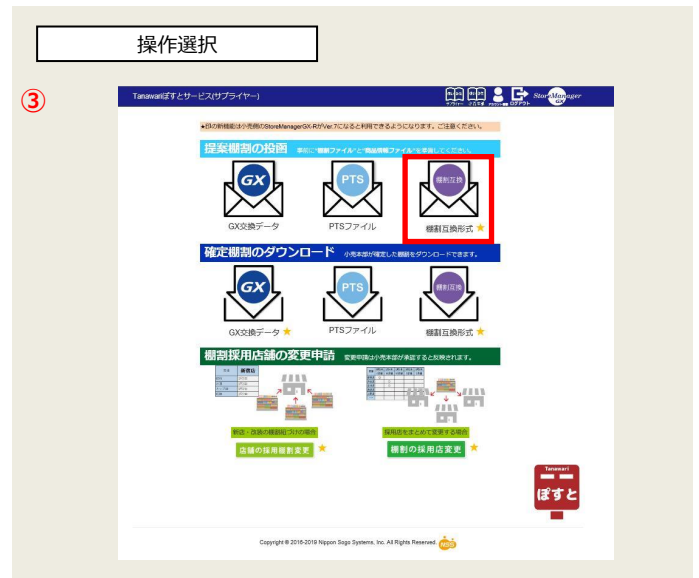 操作選択
③
Tanawariぽすとサービス(サプライヤー)
StoreManager
GX
★印の新機能は小売側のStoreManagerGX-RがVer.7になると利用できるようになります。ご注意ください。
提案棚割の投函 事前に"棚割ファイル"と"商品情報ファイル"を準備してください。
GX PTS 棚割互換
GX交換データ PTSファイル 棚割互換形式 ★
確定棚割のダウンロード 小売本部が確定した棚割をダウンロードできます。
GX PTS 棚割互換
GX交換データ ★ PTSファイル 棚割互換形式 ★
棚割採用店舗の変更申請 変更申請は小売本部が承認すると反映されます。
新宿店
新店・改装の棚割紐づけの場合 採用店をまとめて変更する場合
店舗の採用棚割変更 ★ 棚割の採用店変更 ★
Tanawari
ぽすと
Copyright © 2016-2019 Nippon Sogo Systems, Inc. All Rights Reserved.
NSS